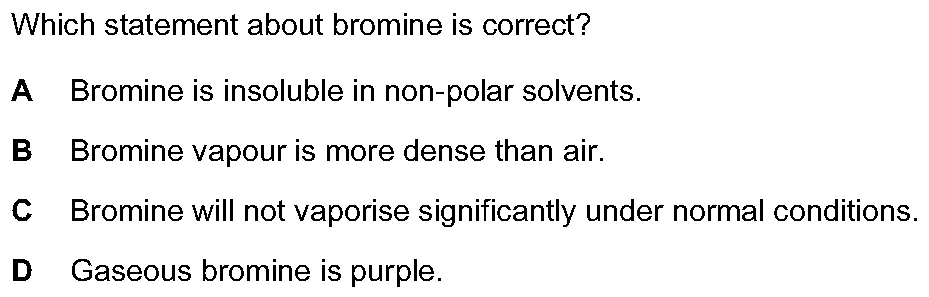 Which statement about bromine is correct?
A Bromine is insoluble in non-polar solvents.
B Bromine vapour is more dense than air.
C Bromine will not vaporise significantly under normal conditions.
D Gaseous bromine is purple.